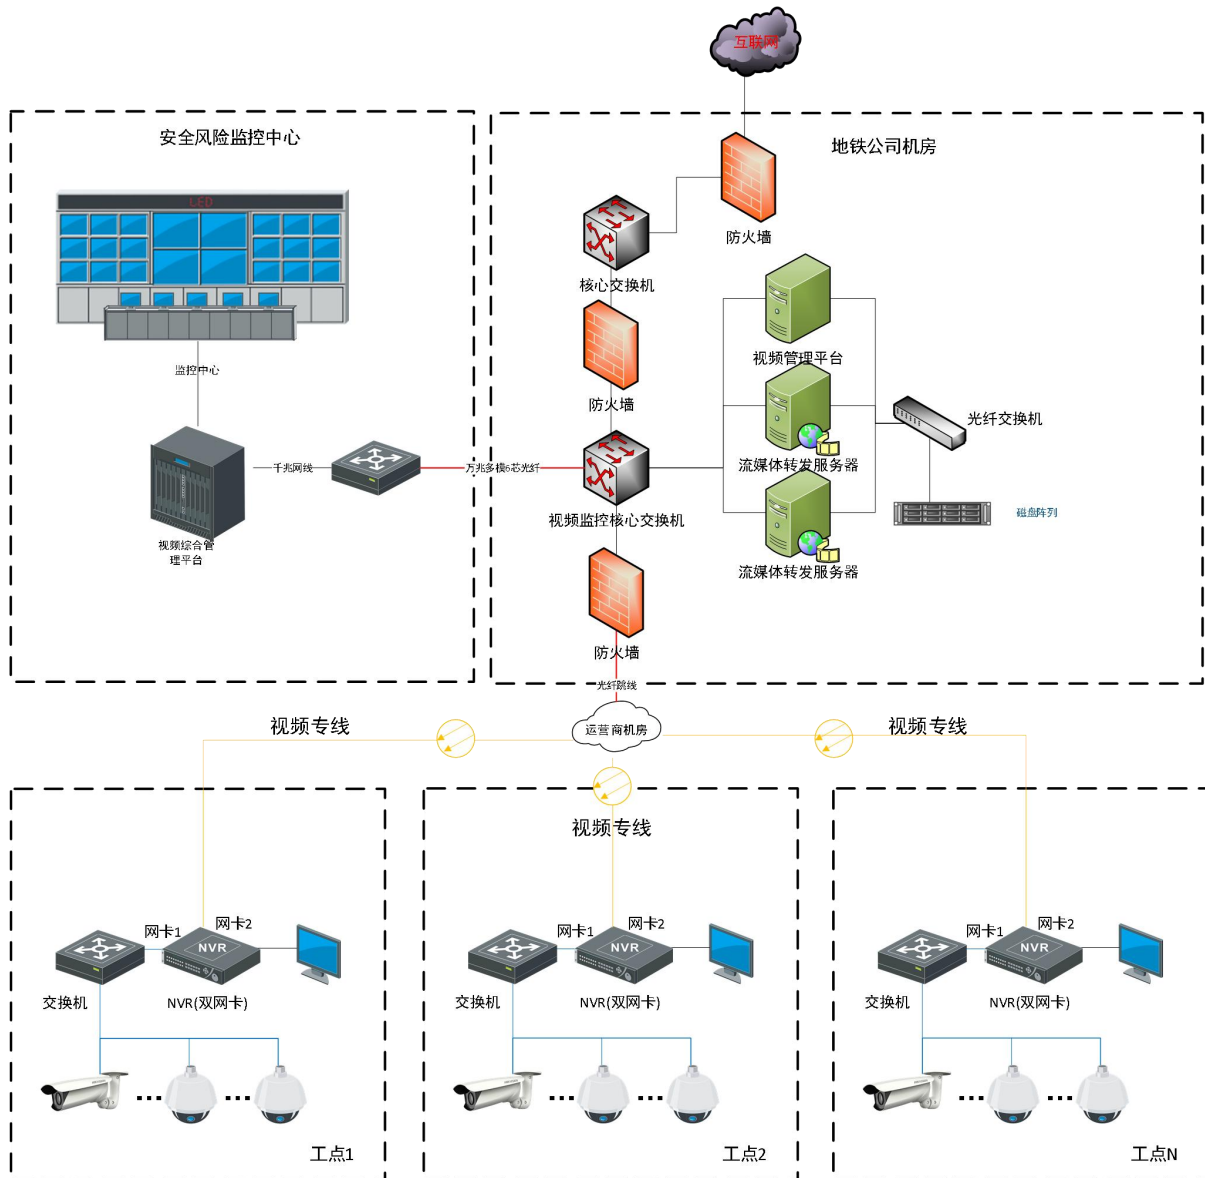 互联网
安全风险监控中心
地铁公司机房
LED
防火墙
核心交换机
视频管理平台
监控中心
防火墙
光纤交换机
千兆网线
万兆多模6芯光纤
流媒体转发服务器
视频监控核心交换机
磁盘阵列
视频综合管
理平台
流媒体转发服务器
防火墙
光纤跳线
视频专线
运营商机房
视频专线
视频专线
网卡1
网卡2
NVR
交换机
NVR(双网卡)
工点1
网卡1
网卡2
NVR
交换机
NVR(双网卡)
工点2
网卡1
网卡2
NVR
交换机
NVR(双网卡)
工点N